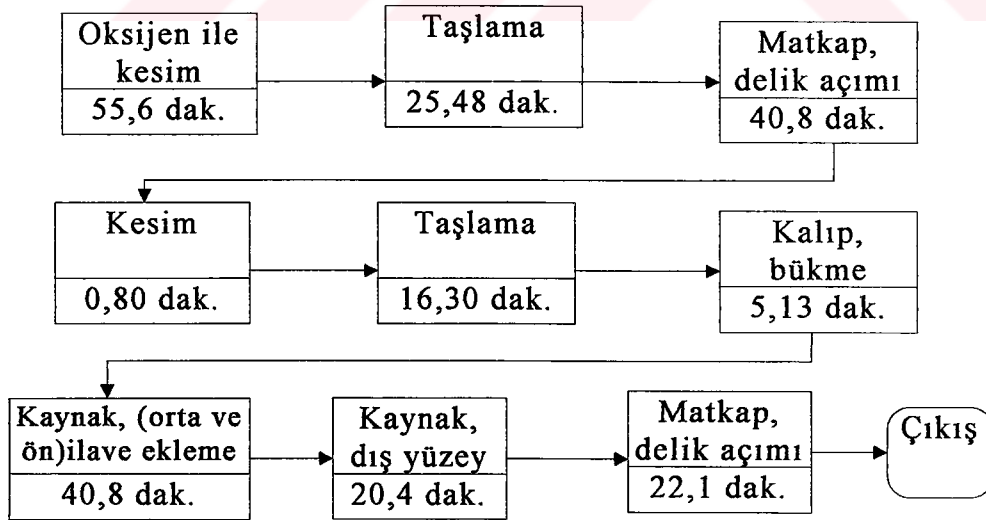 Oksijen ile
kesim
55,6 dak.
Taşlama
25,48 dak.
Matkap,
delik açımı
40,8 dak.
Kesim
0,80 dak.
Taşlama
16,30 dak.
Kalıp,
bükme
5,13 dak.
Kaynak, (orta ve
ön)ilave ekleme
40,8 dak.
Kaynak,
dış yüzey
20,4 dak.
Matkap,
delik açımı
22,1 dak.
Çıkış